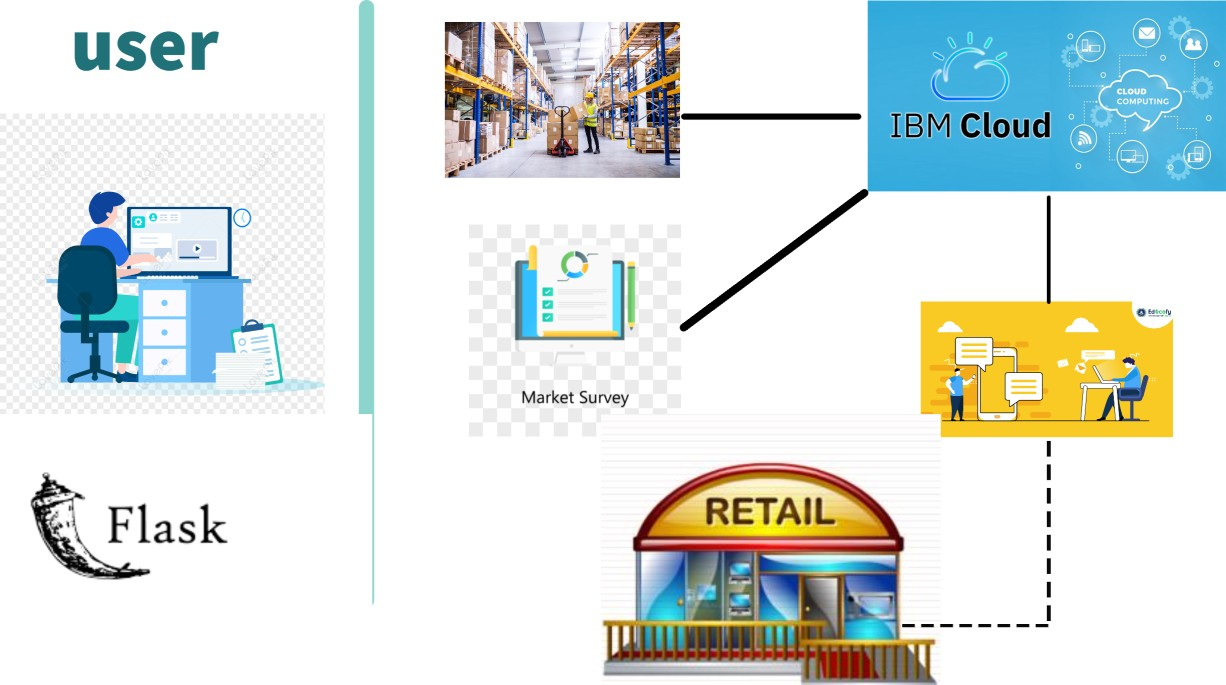 user
Flask
Market Survey
IBM Cloud
CLOUD
COMPUTING
RETAIL